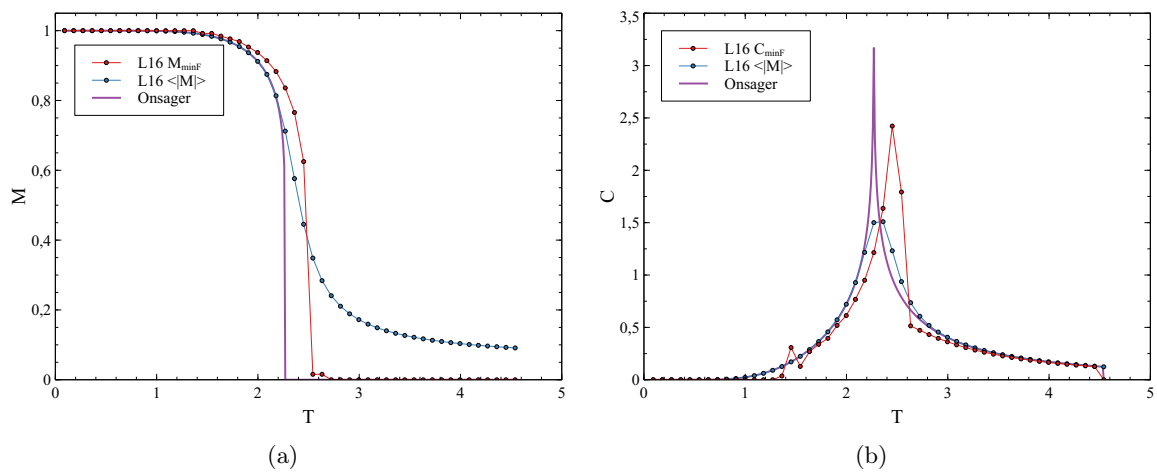 1
0,8
0,6
0,4
0,2
0
M
L16 M_minF
L16 <|M|>
Onsager
0 1 2 3 4 5
T
(a)
3,5
3
2,5
2
1,5
1
0,5
0
C
L16 C_minF
L16 <|M|>
Onsager
0 1 2 3 4 5
T
(b)